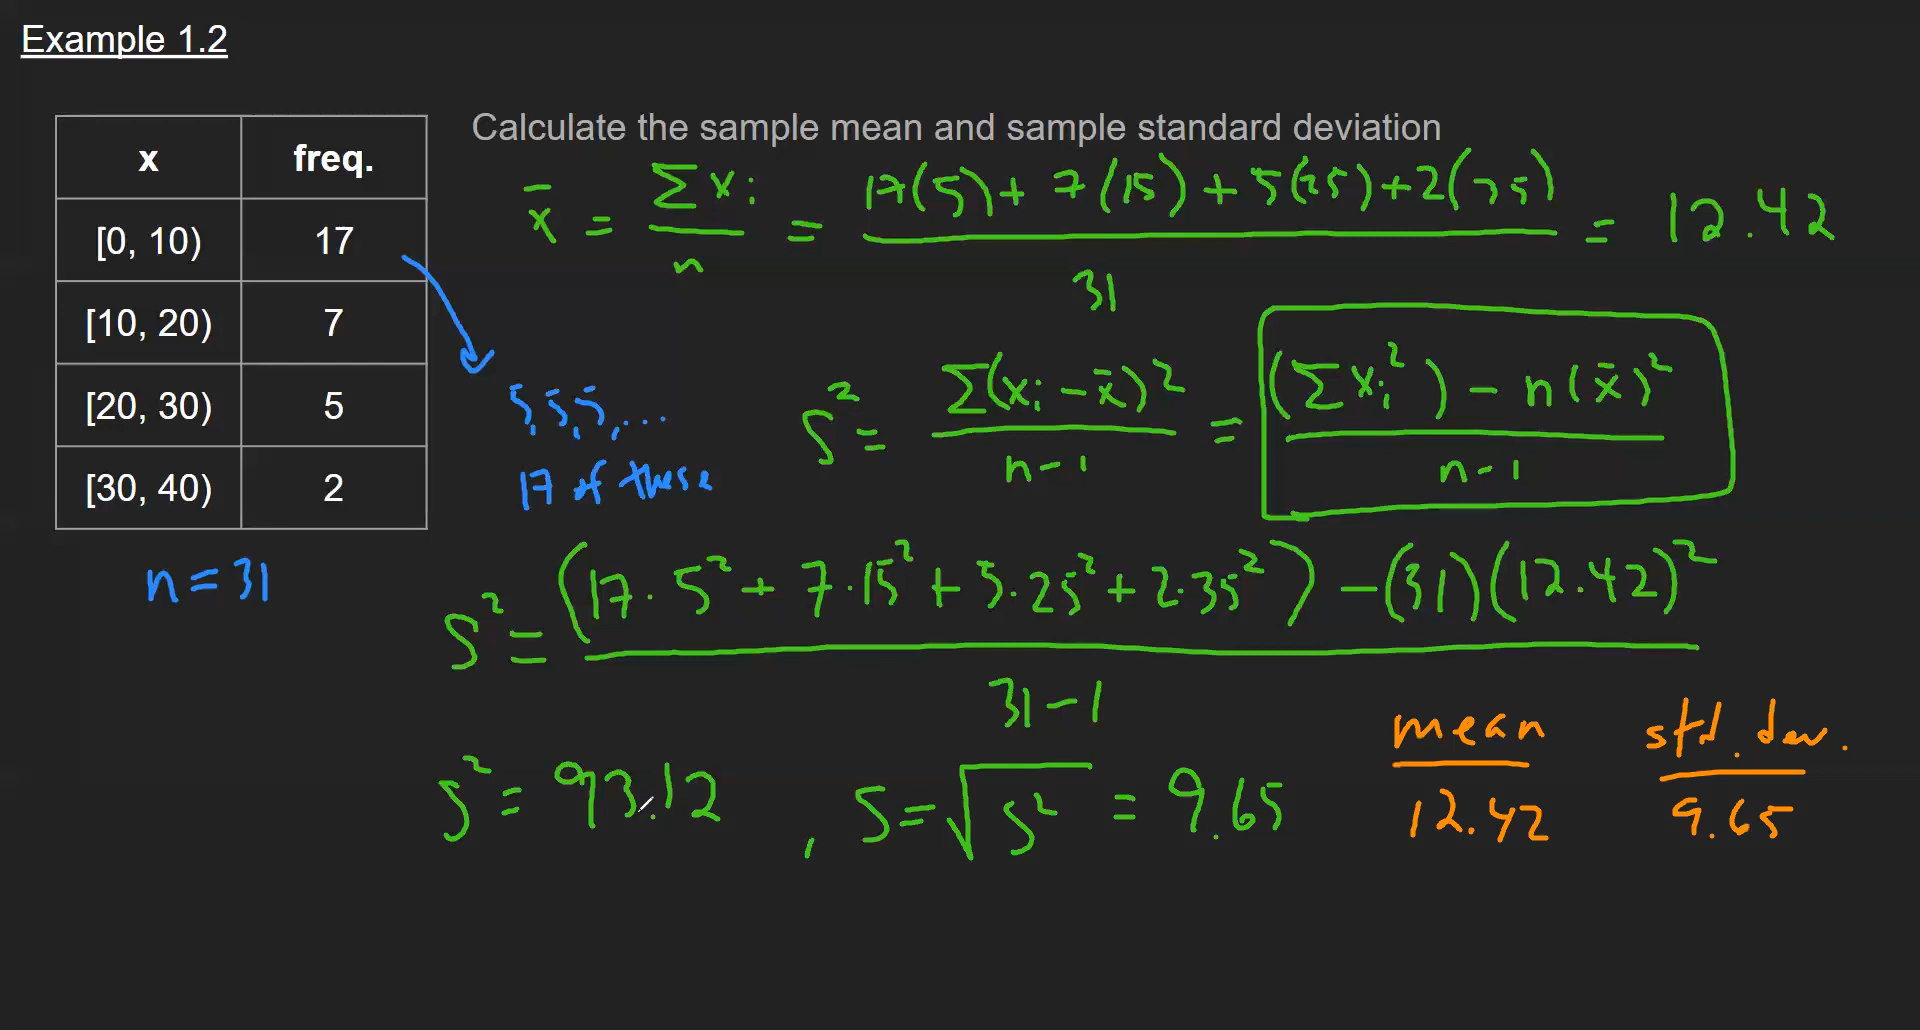 Example 1.2
x freq.
[0, 10) 17
[10, 20) 7
[20, 30) 5
[30, 40) 2
n = 31
Calculate the sample mean and sample standard deviation
x̄ = Σxᵢ / n = 17(5) + 7(15) + 5(25) + 2(35) / 31 = 12.42
5, 5, 5, ...
17 of these
s² = Σ(xᵢ - x̄)² / n-1 = (Σxᵢ²) - n(x̄)² / n-1
s² = (17·5² + 7·15² + 5·25² + 2·35²) - (31)(12.42)² / 31-1
s² = 93.12 , s = √s² = 9.65
mean std. dev.
12.42 9.65